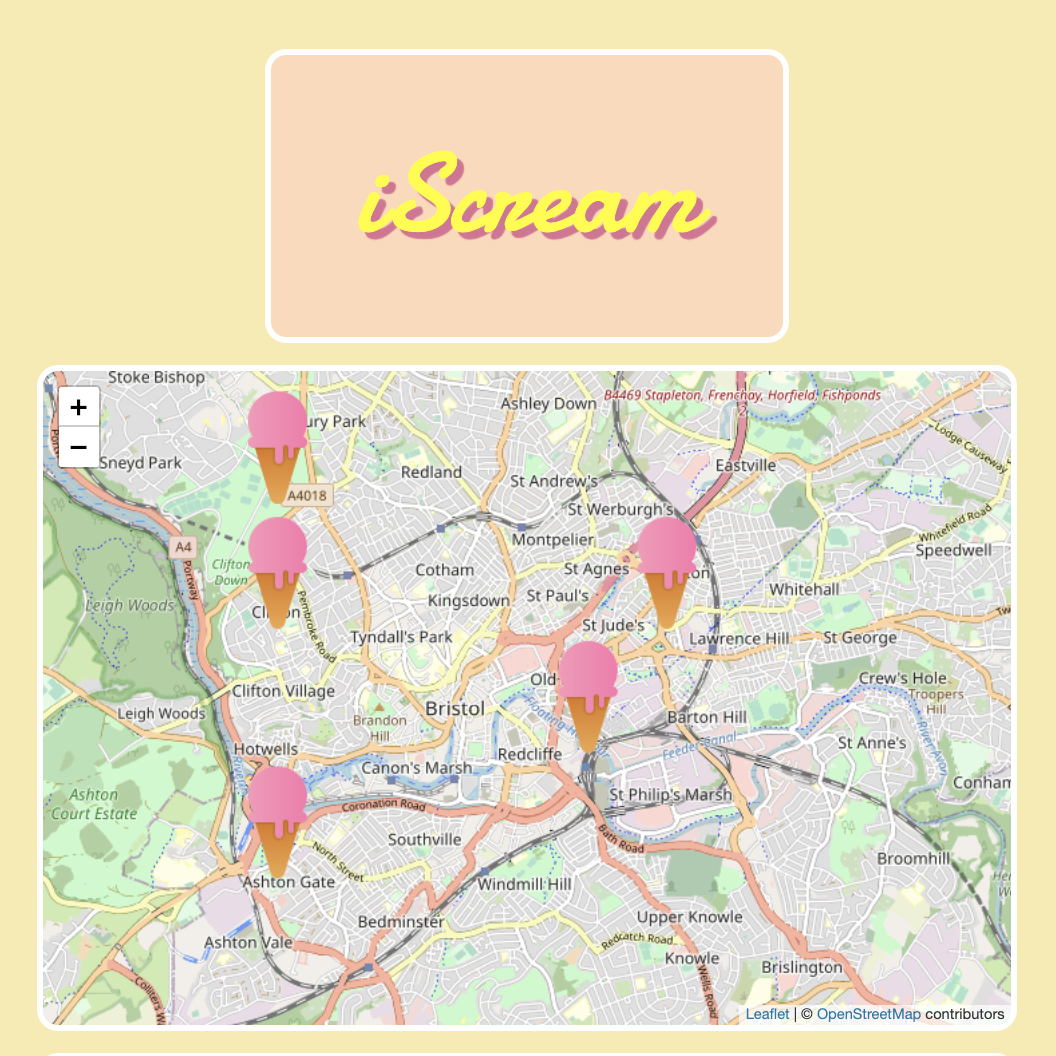 iScream
+
−
Stoke Bishop
ury Park
Ashley Down
B4469 Stapleton, Frenchay, Horfield, Fishponds
Lodge Causeway
Sneyd Park
Redland
Eastville
St Andrew's
A4018
St Werburgh's
Whitefield Road
A4
Montpelier
Speedwell
Portway
Clifton
Down
Cotham
St Agnes
ton
Leigh Woods
Kingsdown
St Paul's
Whitehall
Pembroke Road
Tyndall's Park
St Jude's
Lawrence Hill
St George
Clifton Village
Old
Crew's Hole
Troopers
Hill
Leigh Woods
Brandon
Hill
Bristol
Floating
Barton Hill
River Avon
Hotwells
Redcliffe
Feeder Canal
St Anne's
Canon's Marsh
Conham
Ashton
Court Estate
Coronation Road
St Philip's Marsh
Southville
Bath Road
North Street
Broomhill
Ashton Gate
Windmill Hill
Bedminster
Upper Knowle
Ashton Vale
Redcatch Road
Knowle
Wells Road
Brislington
Leaflet | © OpenStreetMap contributors